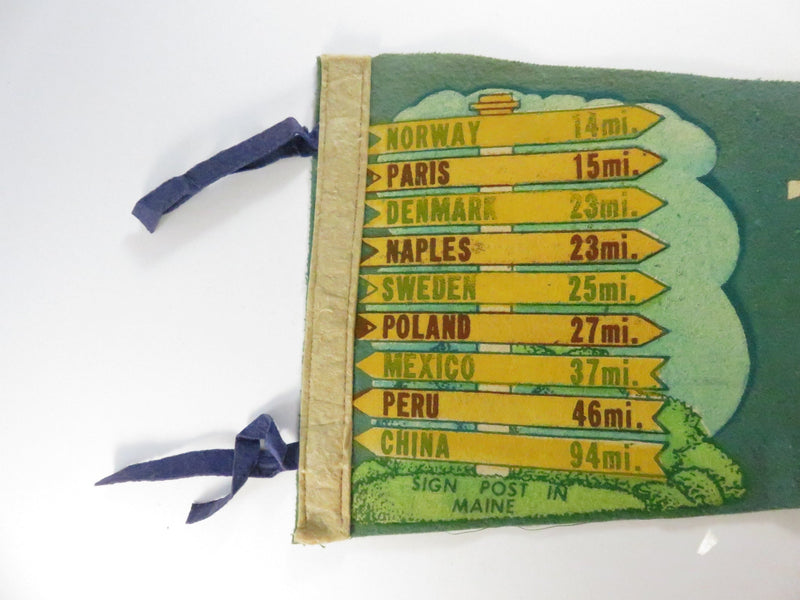 NORWAY 14mi.
PARIS 15mi.
DENMARK 23mi.
NAPLES 23mi.
SWEDEN 25mi.
POLAND 27mi.
MEXICO 37mi.
PERU 46mi.
CHINA 94mi.
SIGN POST IN
MAINE